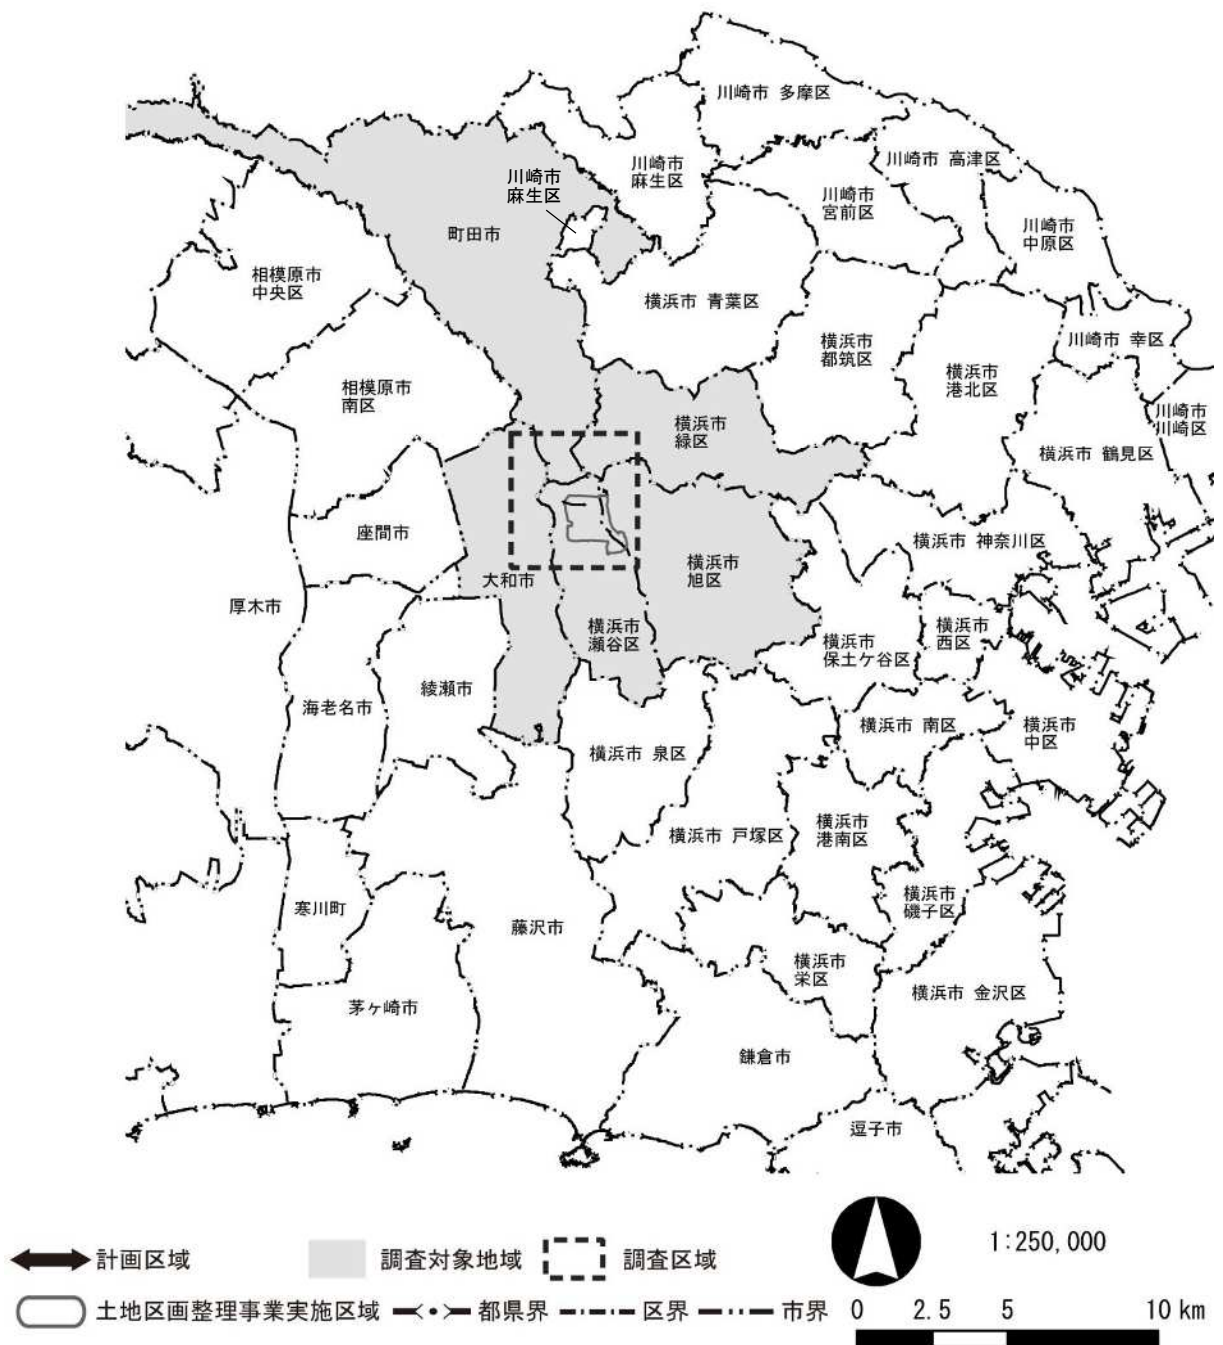 川崎市 多摩区
川崎市
麻生区
川崎市 高津区
川崎市
麻生区
川崎市
宮前区
川崎市
中原区
町田市
相模原市
中央区
横浜市 青葉区
川崎市 幸区
横浜市
都筑区
横浜市
港北区
相模原市
南区
川崎市
川崎区
横浜市
緑区
横浜市 鶴見区
座間市
横浜市 神奈川区
横浜市
旭区
大和市
厚木市
横浜市
瀬谷区
横浜市
保土ケ谷区
横浜市
西区
綾瀬市
海老名市
横浜市 南区
横浜市
中区
横浜市 泉区
横浜市 戸塚区
横浜市
港南区
横浜市
磯子区
寒川町
藤沢市
横浜市
栄区
横浜市 金沢区
茅ヶ崎市
鎌倉市
逗子市
計画区域
調査対象地域
調査区域
1:250,000
土地区画整理事業実施区域
都県界
区界
市界
0 2.5 5 10 km